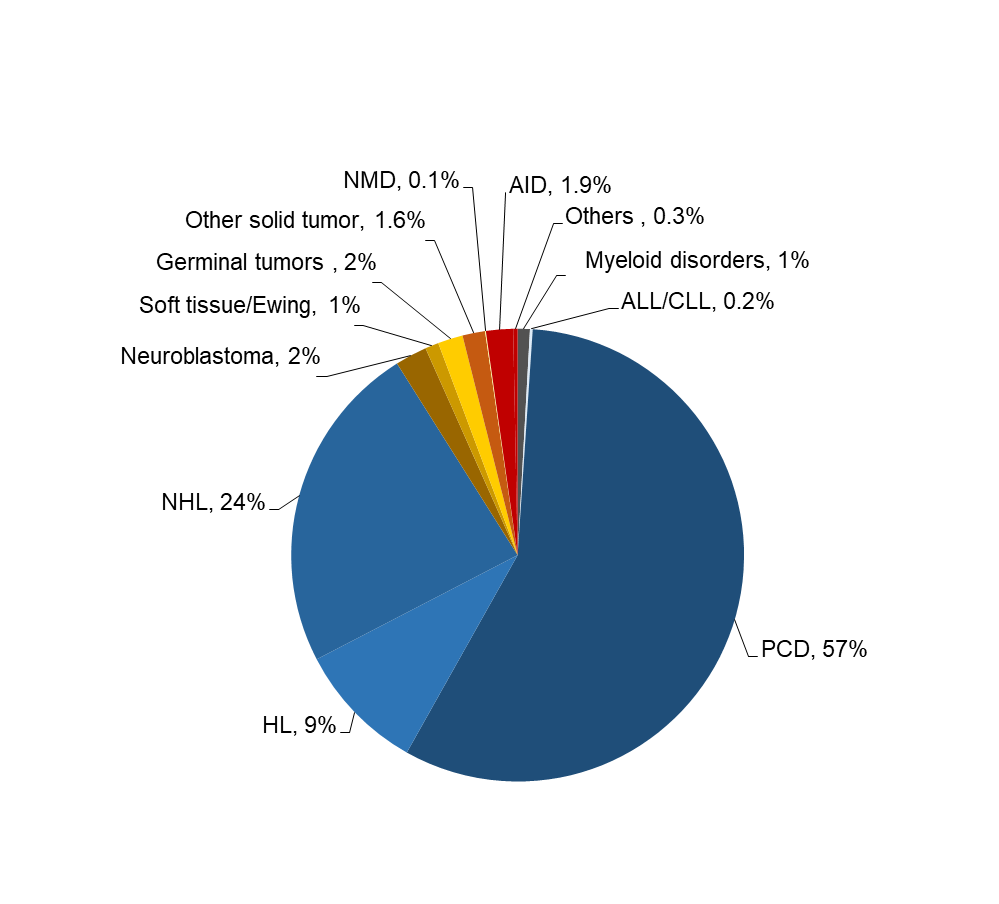 NMD, 0.1%
AID, 1.9%
Other solid tumor, 1.6%
Others , 0.3%
Germinal tumors , 2%
Myeloid disorders, 1%
Soft tissue/Ewing, 1%
ALL/CLL, 0.2%
Neuroblastoma, 2%
NHL, 24%
PCD, 57%
HL, 9%